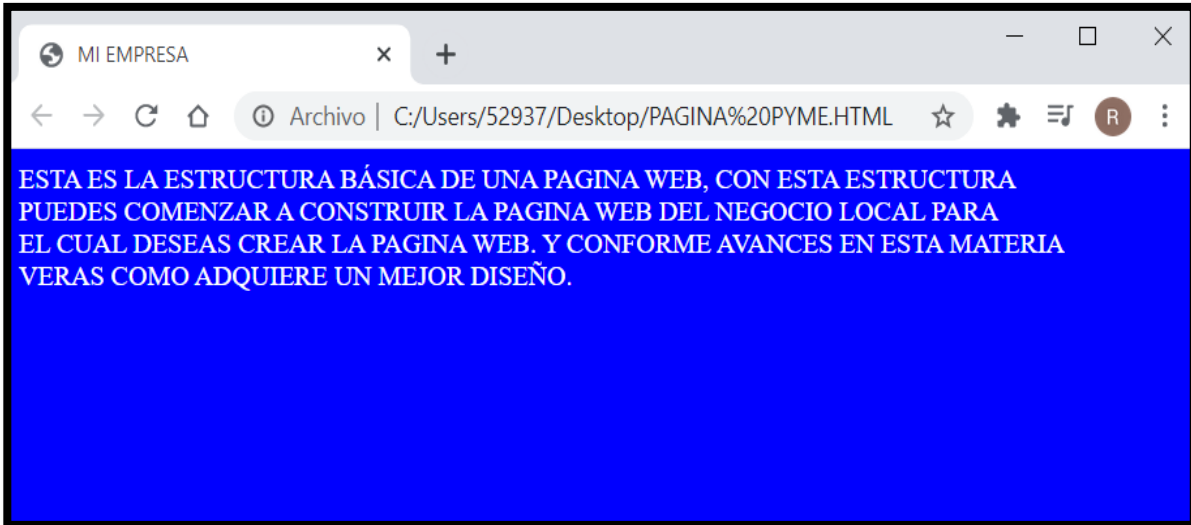 MI EMPRESA
Archivo | C:/Users/52937/Desktop/PAGINA%20PYME.HTML
R
ESTA ES LA ESTRUCTURA BÁSICA DE UNA PAGINA WEB, CON ESTA ESTRUCTURA
PUEDES COMENZAR A CONSTRUIR LA PAGINA WEB DEL NEGOCIO LOCAL PARA
EL CUAL DESEAS CREAR LA PAGINA WEB. Y CONFORME AVANCES EN ESTA MATERIA
VERAS COMO ADQUIERE UN MEJOR DISEÑO.